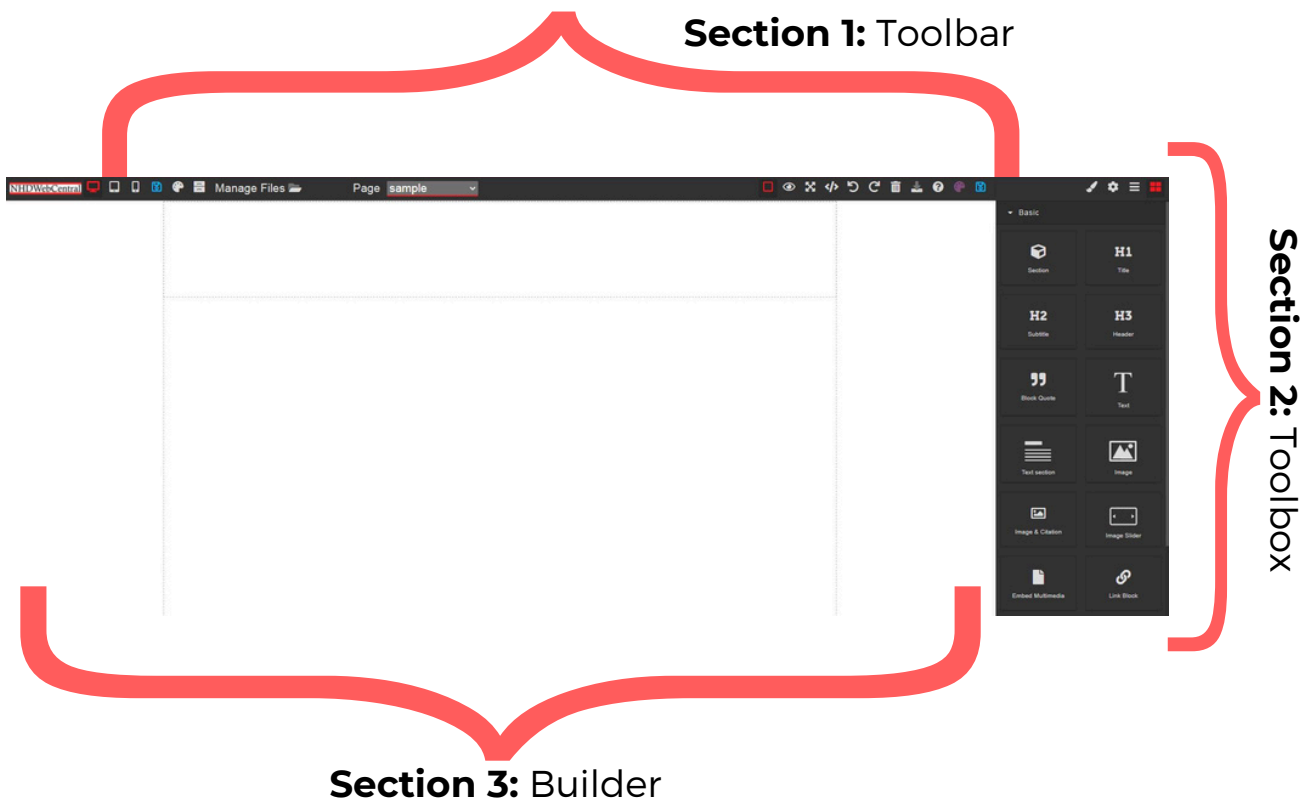 Section 1: Toolbar
NHDWebCentral Manage Files Page sample
Basic
Section
H1
Title
H2
Subtitle
H3
Header
Block Quote
T
Text
Text section
Image
Image & Citation
Image Slider
Embed Multimedia
Link Block
Section 2: Toolbox
Section 3: Builder